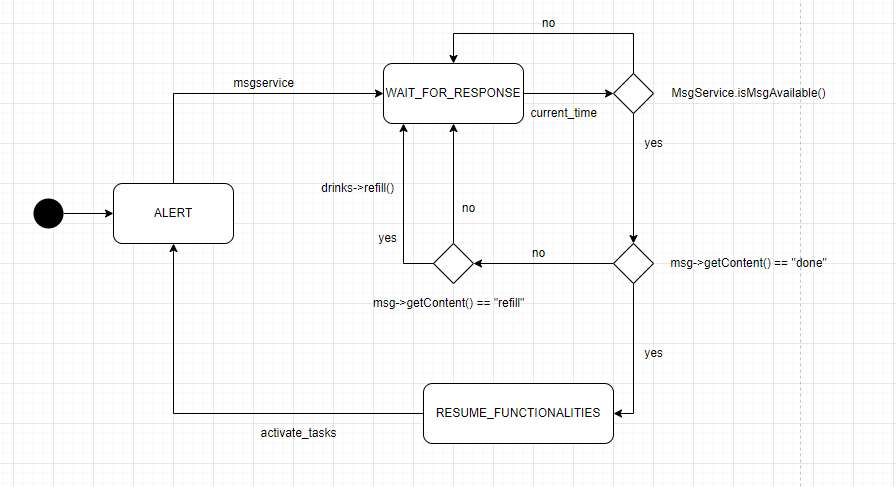 no
msgservice
WAIT_FOR_RESPONSE
MsgService.isMsgAvailable()
current_time
yes
drinks->refill()
no
ALERT
yes
no
msg->getContent() == "done"
msg->getContent() == "refill"
yes
RESUME_FUNCTIONALITIES
activate_tasks